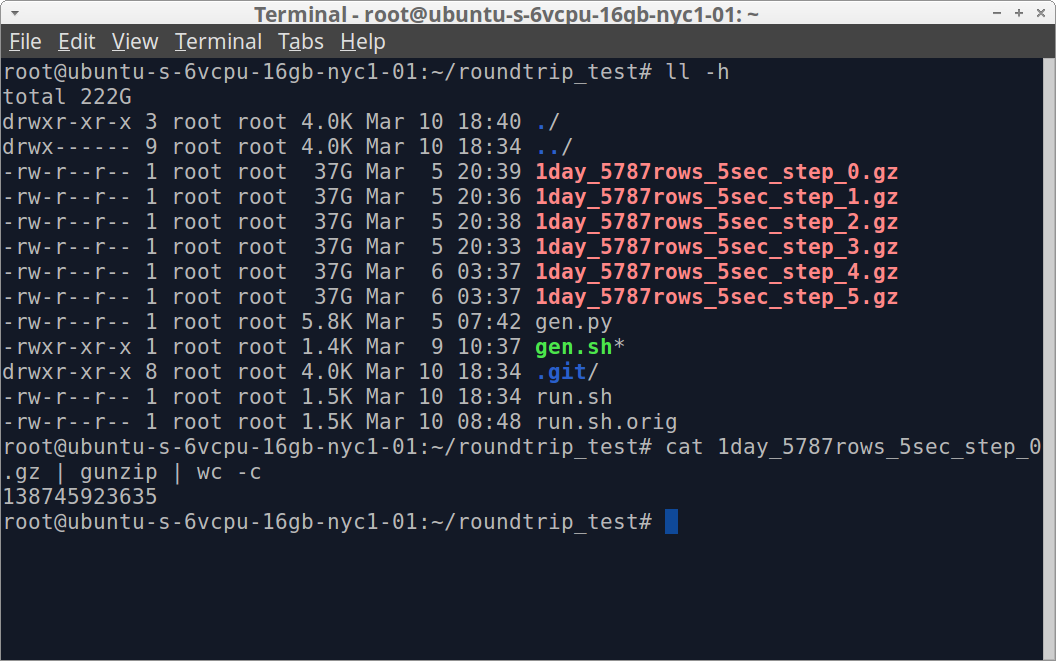 Terminal - root@ubuntu-s-6vcpu-16gb-nyc1-01: ~
File Edit View Terminal Tabs Help
root@ubuntu-s-6vcpu-16gb-nyc1-01:~/roundtrip_test# ll -h
total 222G
drwxr-xr-x 3 root root 4.0K Mar 10 18:40 ./
drwx------ 9 root root 4.0K Mar 10 18:34 ../
-rw-r--r-- 1 root root  37G Mar  5 20:39 1day_5787rows_5sec_step_0.gz
-rw-r--r-- 1 root root  37G Mar  5 20:36 1day_5787rows_5sec_step_1.gz
-rw-r--r-- 1 root root  37G Mar  5 20:38 1day_5787rows_5sec_step_2.gz
-rw-r--r-- 1 root root  37G Mar  5 20:33 1day_5787rows_5sec_step_3.gz
-rw-r--r-- 1 root root  37G Mar  6 03:37 1day_5787rows_5sec_step_4.gz
-rw-r--r-- 1 root root  37G Mar  6 03:37 1day_5787rows_5sec_step_5.gz
-rw-r--r-- 1 root root 5.8K Mar  5 07:42 gen.py
-rwxr-xr-x 1 root root 1.4K Mar  9 10:37 gen.sh*
drwxr-xr-x 8 root root 4.0K Mar 10 18:34 .git/
-rw-r--r-- 1 root root 1.5K Mar 10 18:34 run.sh
-rw-r--r-- 1 root root 1.5K Mar 10 08:48 run.sh.orig
root@ubuntu-s-6vcpu-16gb-nyc1-01:~/roundtrip_test# cat 1day_5787rows_5sec_step_0
.gz | gunzip | wc -c
138745923635
root@ubuntu-s-6vcpu-16gb-nyc1-01:~/roundtrip_test#